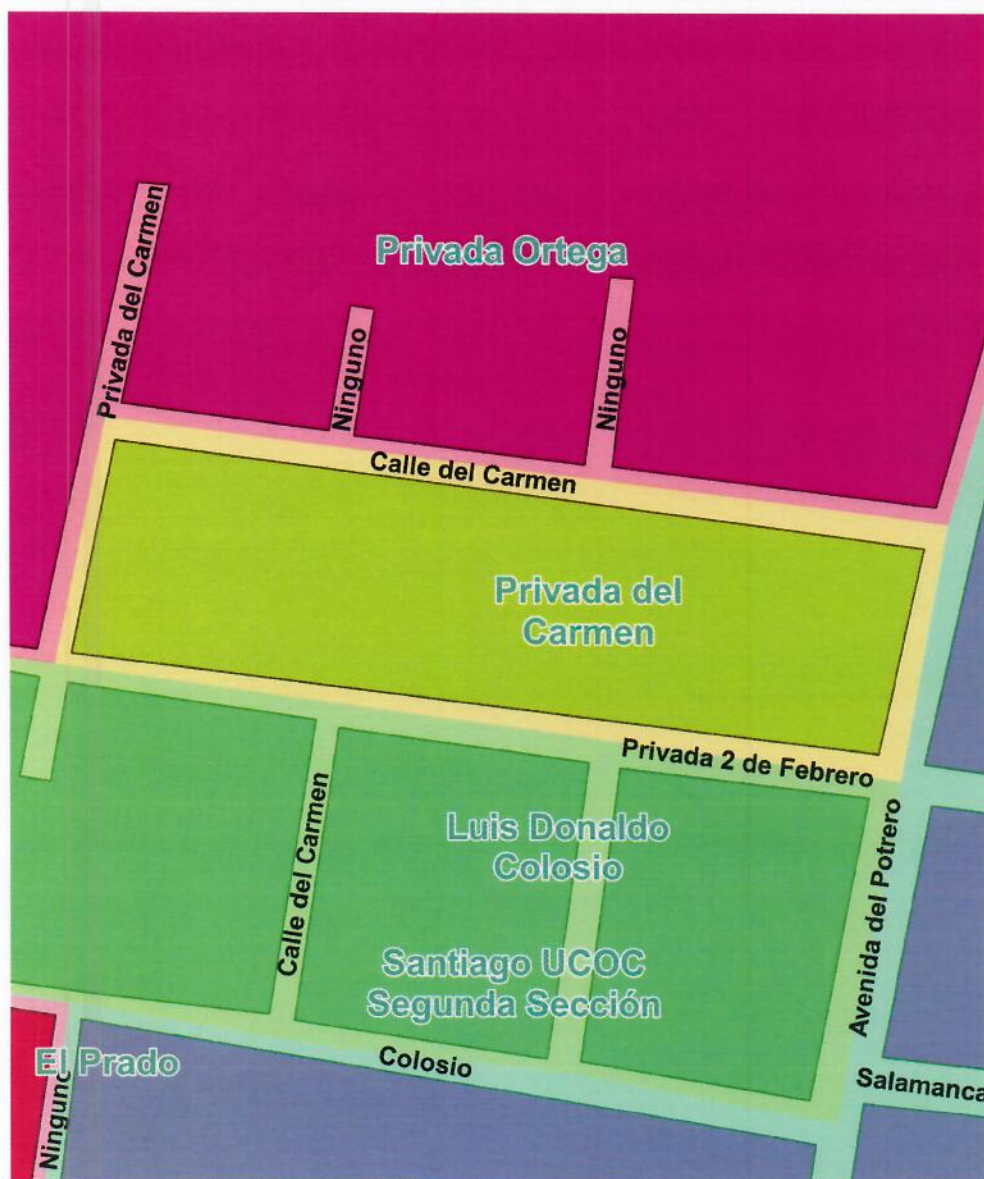 Privada del Carmen
Privada Ortega
Ninguno
Ninguno
Calle del Carmen
Privada del
Carmen
Privada 2 de Febrero
Calle del Carmen
Luis Donaldo
Colosio
Avenida del Potrero
Santiago UCOC
Segunda Sección
El Prado
Ninguno
Colosio
Salamanca